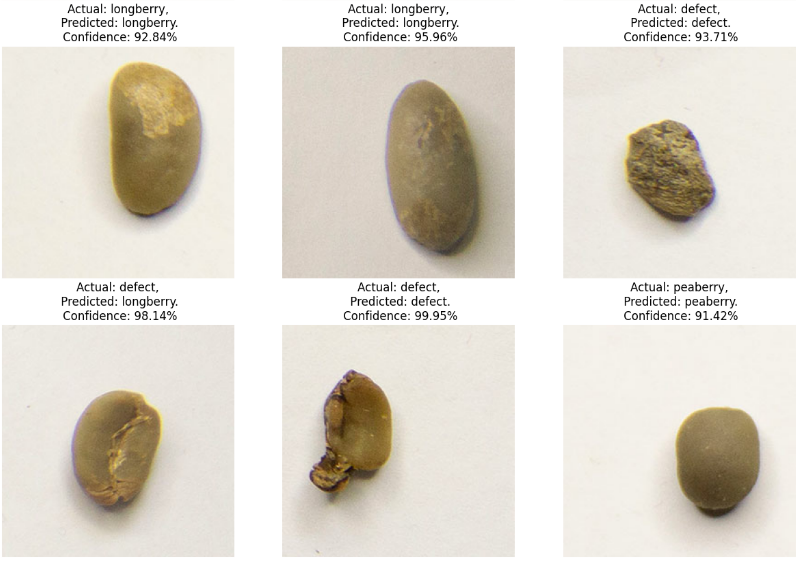 Actual: longberry,
Predicted: longberry.
Confidence: 92.84%
Actual: longberry,
Predicted: longberry.
Confidence: 95.96%
Actual: defect,
Predicted: defect.
Confidence: 93.71%
Actual: defect,
Predicted: longberry.
Confidence: 98.14%
Actual: defect,
Predicted: defect.
Confidence: 99.95%
Actual: peaberry,
Predicted: peaberry.
Confidence: 91.42%